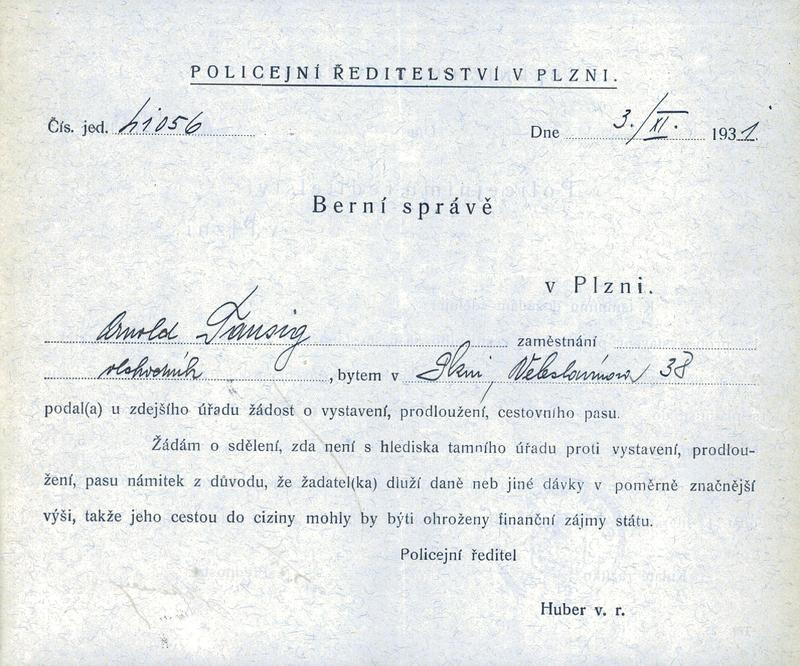 POLICEJNÍ ŘEDITELSTVÍ V PLZNI.
Čís. jed. 41056 Dne 3./XI. 1931
Berní správě
v Plzni.
Arnold Taussig zaměstnání
obchodník, bytem v Plzni, Veleslavínova 38
podal(a) u zdejšího úřadu žádost o vystavení, prodloužení, cestovního pasu.
Žádám o sdělení, zda není s hlediska tamního úřadu proti vystavení, prodlou-
žení, pasu námitek z důvodu, že žadatel(ka) dluží daně neb jiné dávky v poměrně značnější
výši, takže jeho cestou do ciziny mohly by býti ohroženy finanční zájmy státu.
Policejní ředitel
Huber v. r.